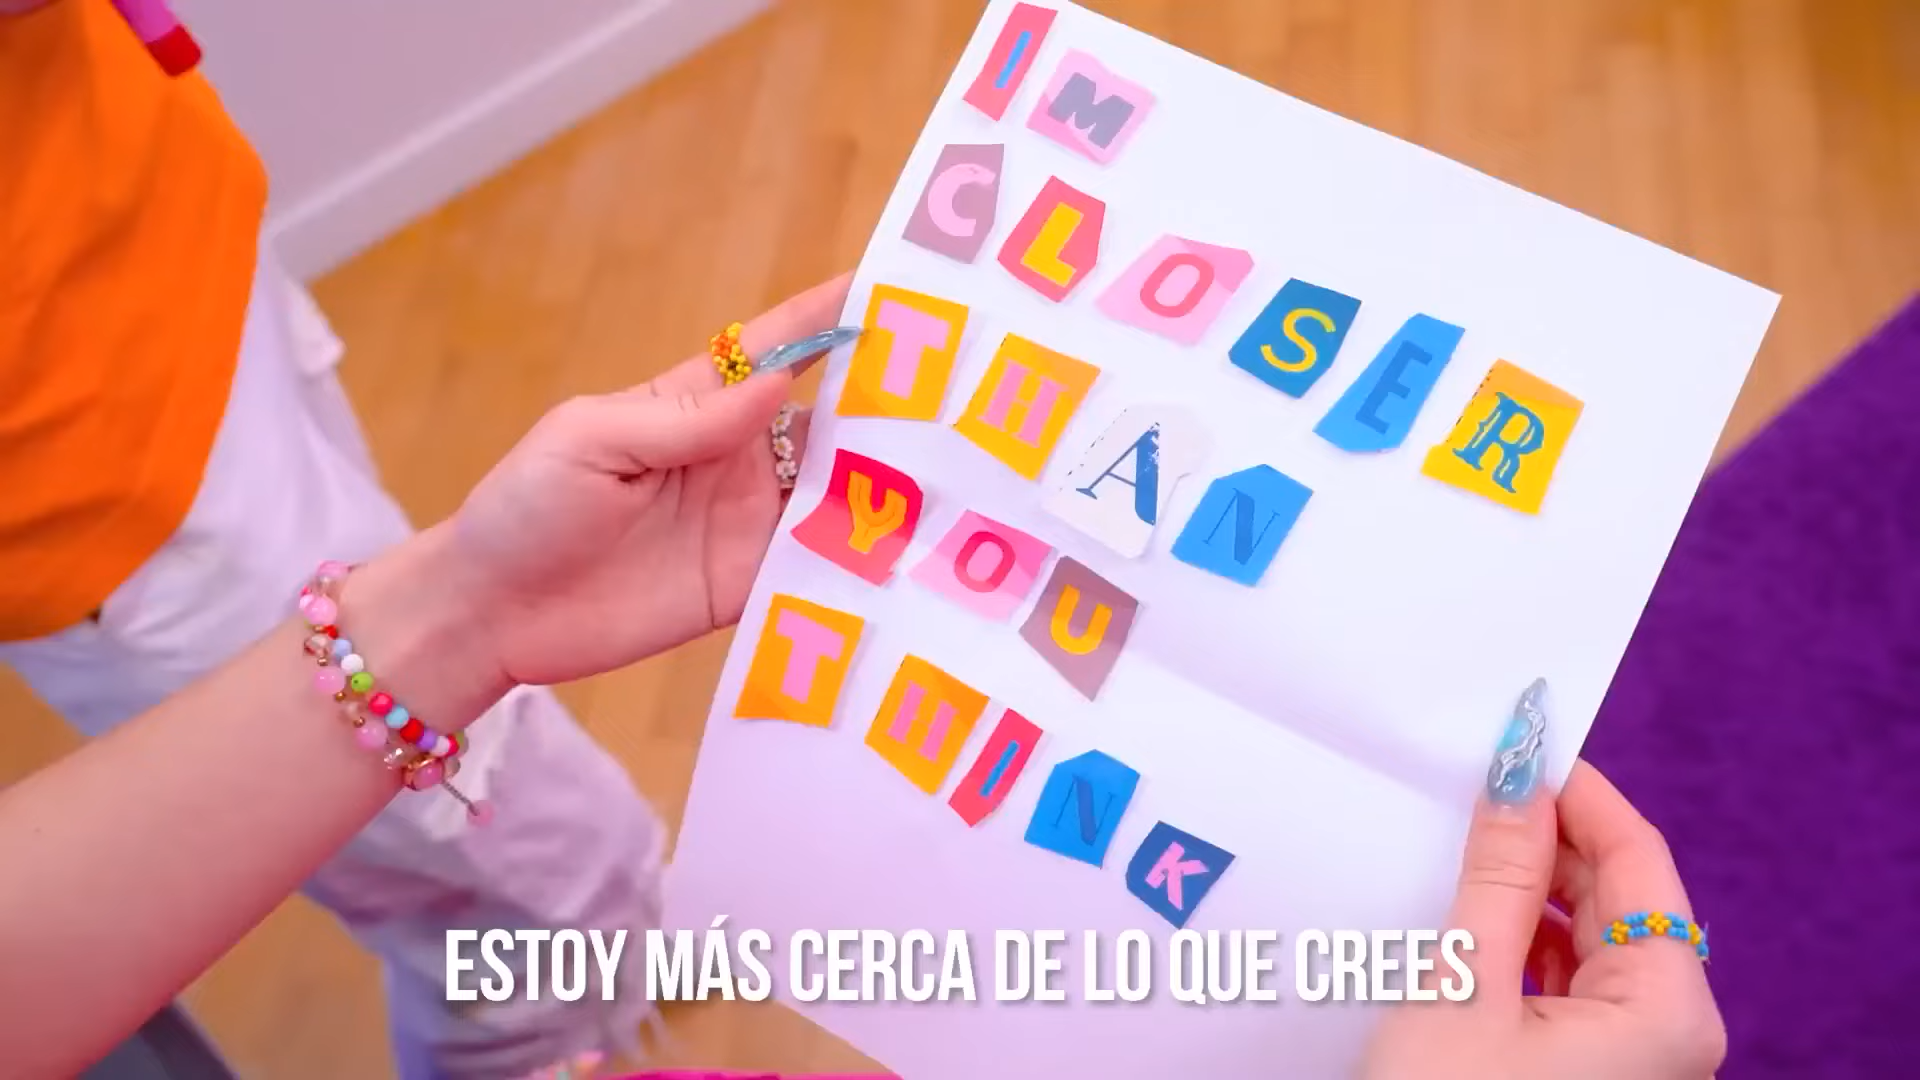 IM
CLOSER
THAN
YOU
THINK
ESTOY MÁS CERCA DE LO QUE CREES